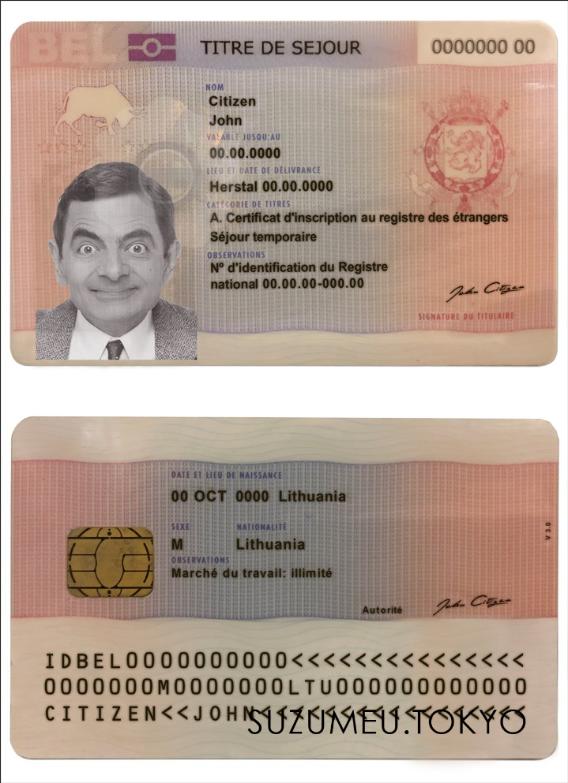 BEL
TITRE DE SEJOUR
0000000 00
NOM
Citizen
John
VALABLE JUSQU'AU
00.00.0000
LIEU ET DATE DE DÉLIVRANCE
Herstal 00.00.0000
CATÉGORIE DE TITRES
A. Certificat d'inscription au registre des étrangers
Séjour temporaire
OBSERVATIONS
Nº d'identification du Registre
national 00.00.00-000.00
John Citizen
SIGNATURE DU TITULAIRE
DATE ET LIEU DE NAISSANCE
00 OCT 0000 Lithuania
SEXE NATIONALITÉ
M Lithuania
OBSERVATIONS
Marché du travail: illimité
V 3.0
Autorité John Citizen
IDBELOOOOOOOOOO<<<<<<<<<<<<<<<
OOOOOOOMOOOOOOOLTUOOOOOOOOOOOO
CITIZEN<<JOHN
SUZUMEU.TOKYO